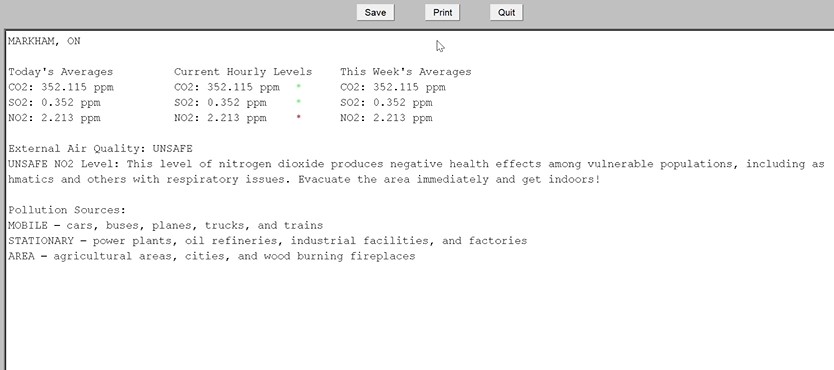 Save Print Quit
MARKHAM, ON
Today's Averages Current Hourly Levels This Week's Averages
CO2: 352.115 ppm CO2: 352.115 ppm * CO2: 352.115 ppm
SO2: 0.352 ppm SO2: 0.352 ppm * SO2: 0.352 ppm
NO2: 2.213 ppm NO2: 2.213 ppm * NO2: 2.213 ppm
External Air Quality: UNSAFE
UNSAFE NO2 Level: This level of nitrogen dioxide produces negative health effects among vulnerable populations, including as
hmatics and others with respiratory issues. Evacuate the area immediately and get indoors!
Pollution Sources:
MOBILE – cars, buses, planes, trucks, and trains
STATIONARY – power plants, oil refineries, industrial facilities, and factories
AREA – agricultural areas, cities, and wood burning fireplaces